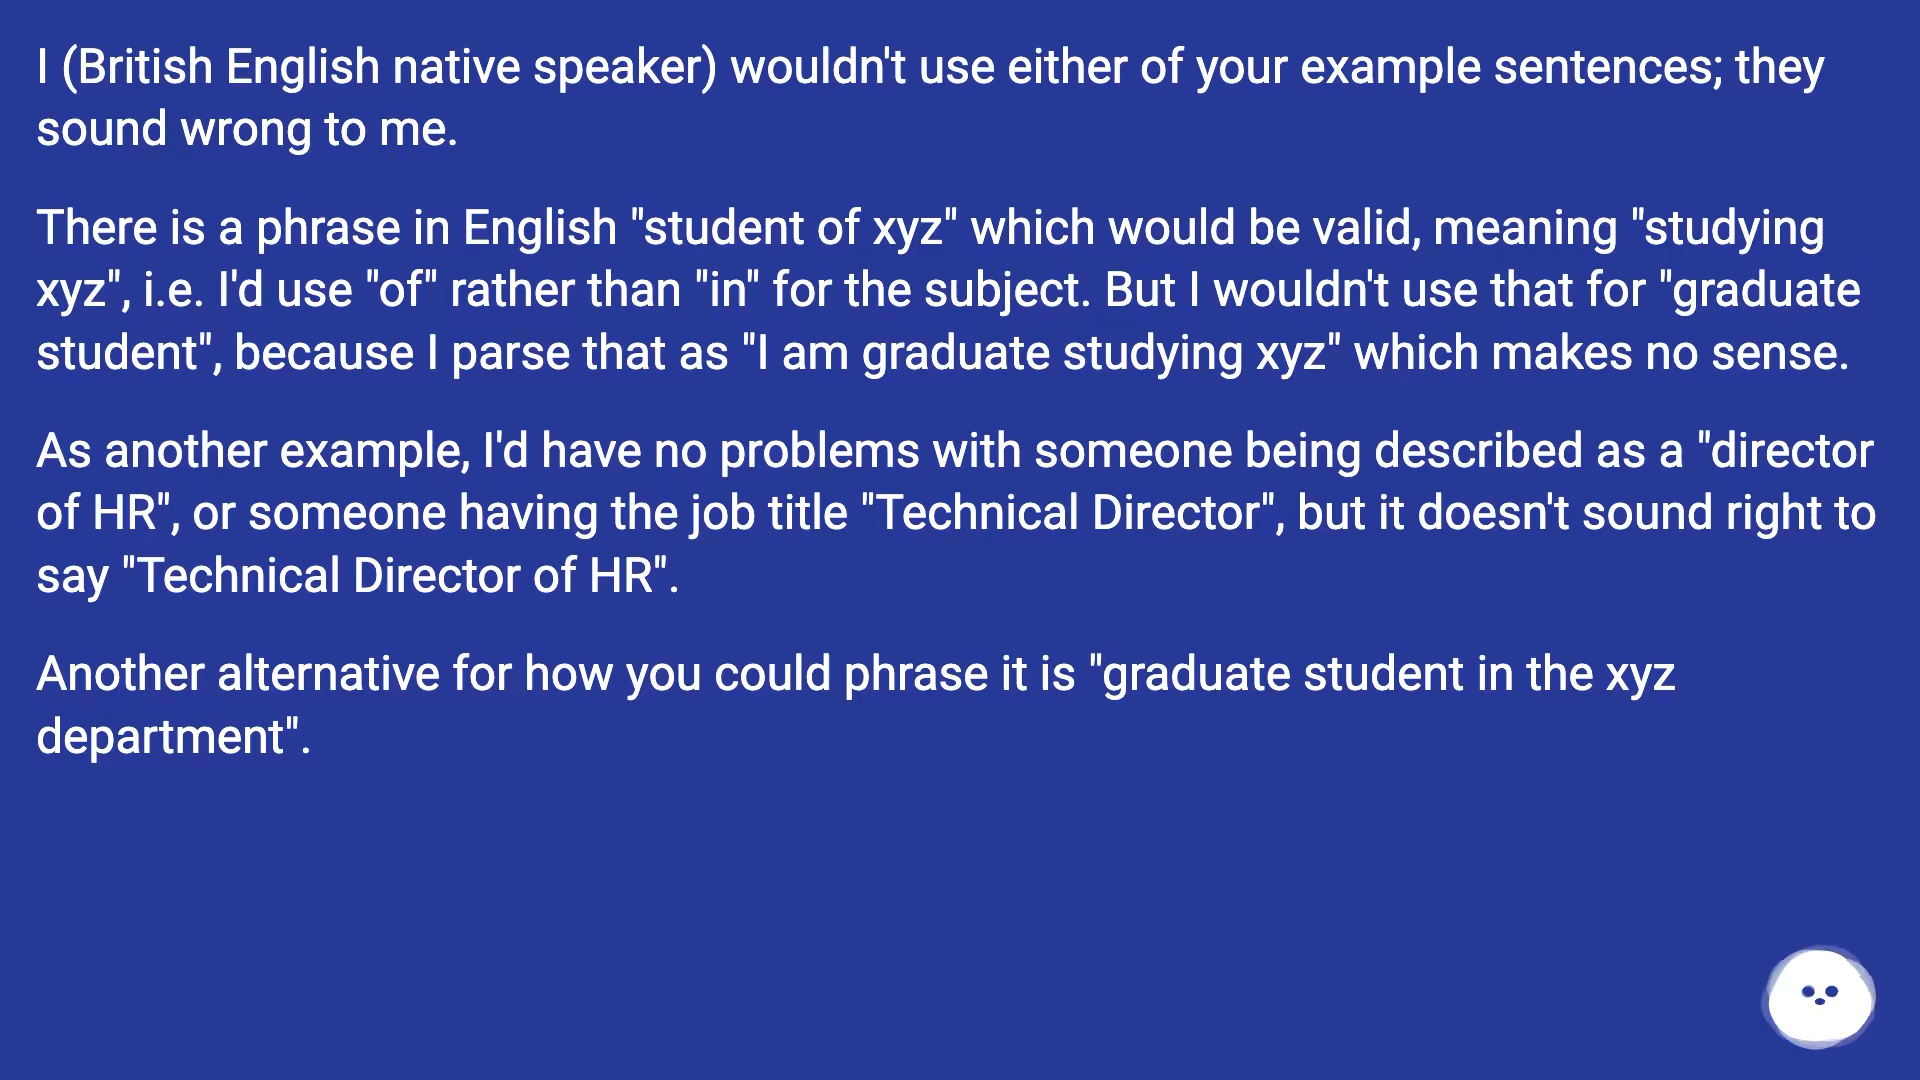 I (British English native speaker) wouldn't use either of your example sentences; they
sound wrong to me.
There is a phrase in English "student of xyz" which would be valid, meaning "studying
xyz", i.e. I'd use "of" rather than "in" for the subject. But I wouldn't use that for "graduate
student", because I parse that as "I am graduate studying xyz" which makes no sense.
As another example, I'd have no problems with someone being described as a "director
of HR", or someone having the job title "Technical Director", but it doesn't sound right to
say "Technical Director of HR".
Another alternative for how you could phrase it is "graduate student in the xyz
department".